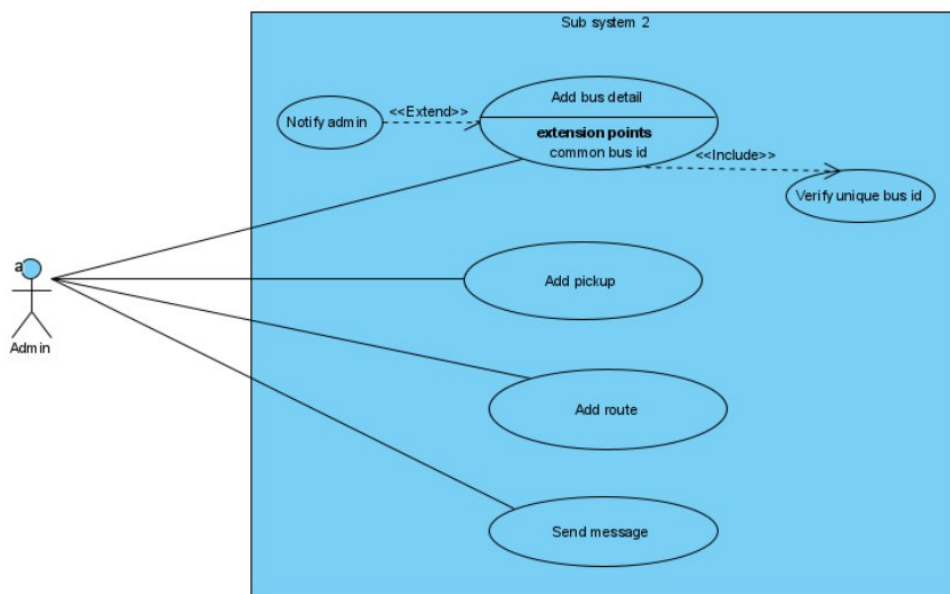 Sub system 2
Add bus detail
<<Extend>>
Notify admin
extension points
common bus id
<<Include>>
Verify unique bus id
a
Add pickup
Admin
Add route
Send message